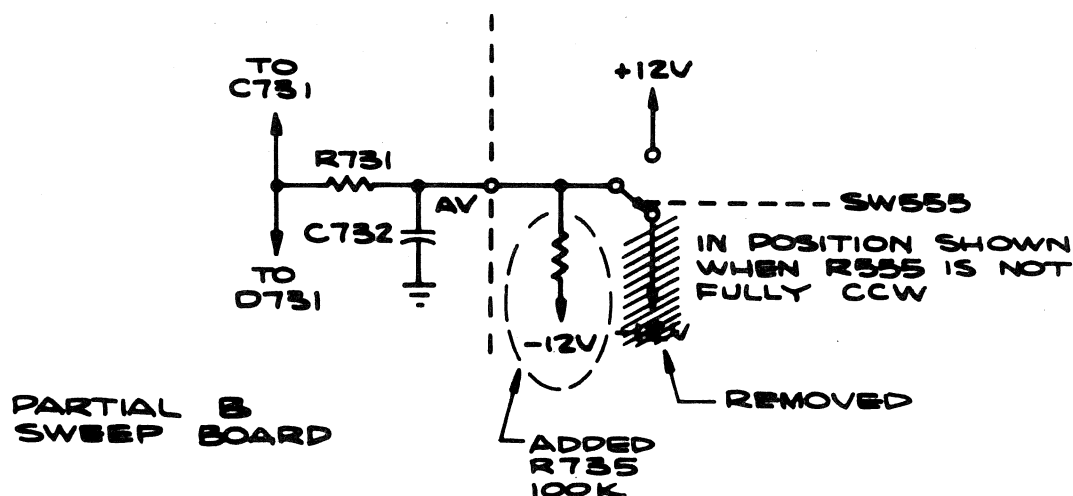 TO
C731
+12V
R731
AV
C732
SW555
IN POSITION SHOWN
WHEN R555 IS NOT
FULLY CCW
TO
D731
-12V
REMOVED
PARTIAL B
SWEEP BOARD
ADDED
R735
100K